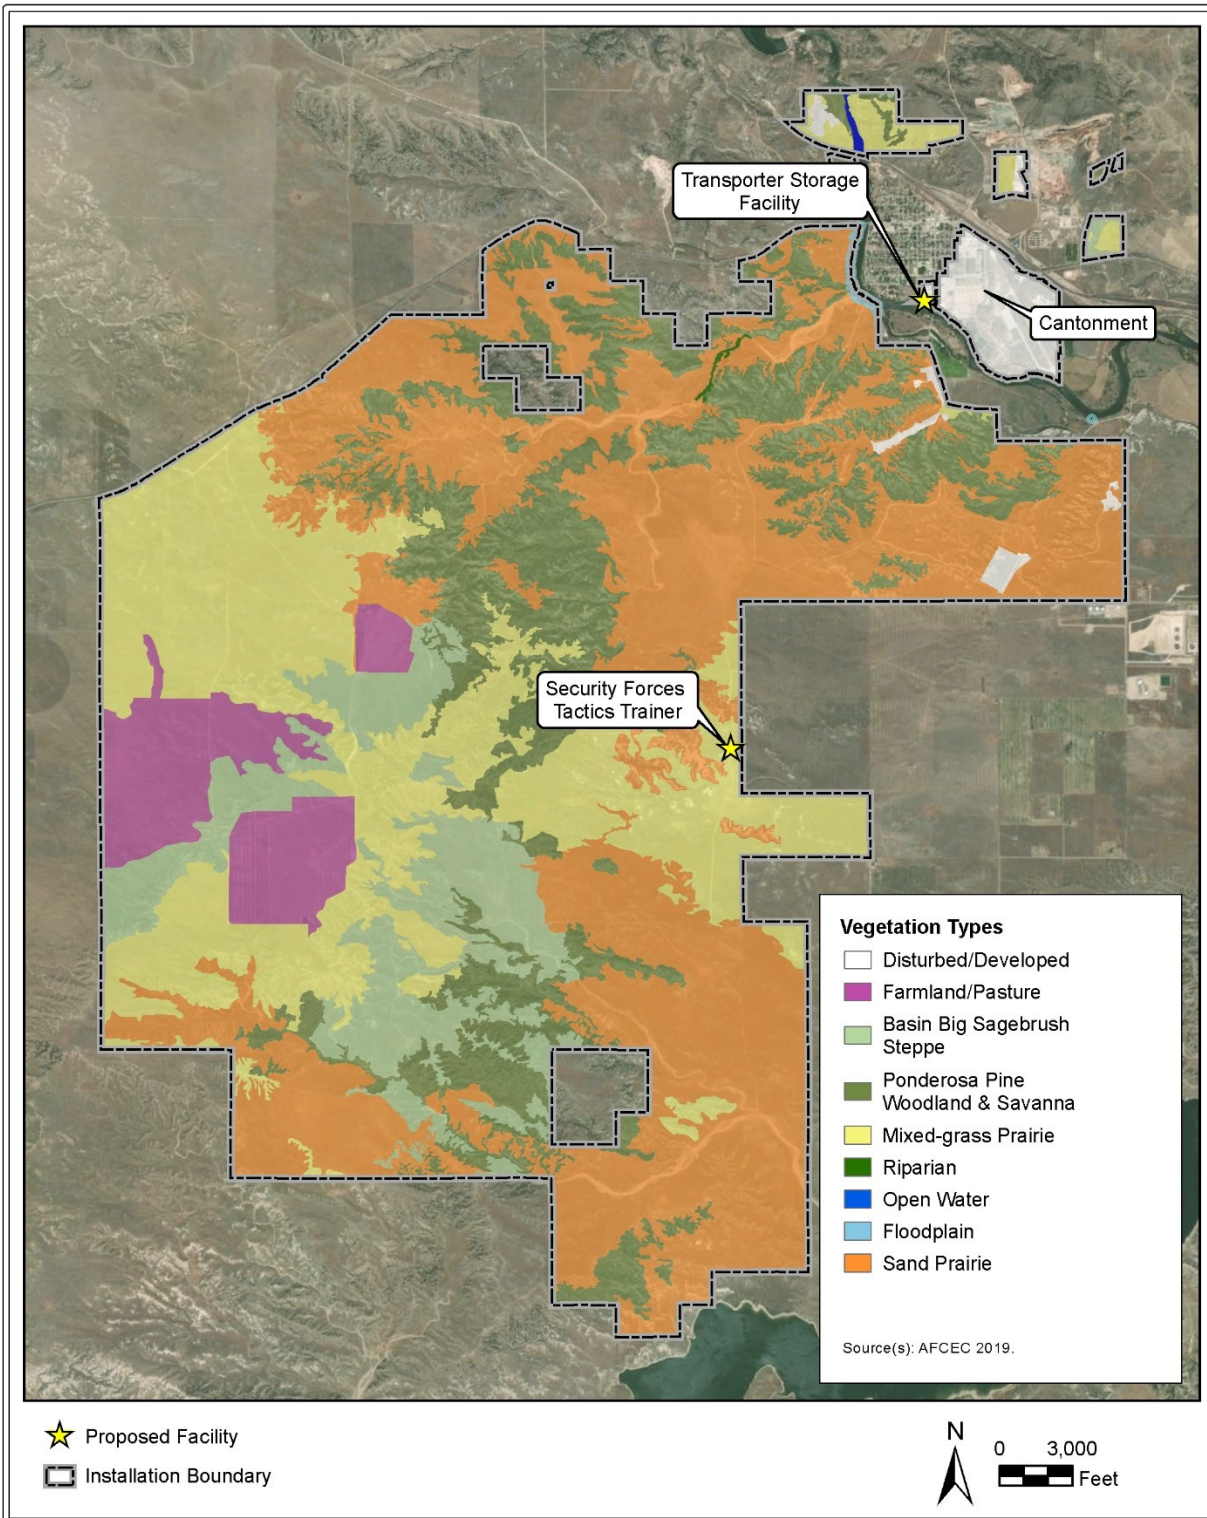 Transporter Storage
Facility
Cantonment
Security Forces
Tactics Trainer
Vegetation Types
Disturbed/Developed
Farmland/Pasture
Basin Big Sagebrush
Steppe
Ponderosa Pine
Woodland & Savanna
Mixed-grass Prairie
Riparian
Open Water
Floodplain
Sand Prairie
Source(s): AFCEC 2019.
Proposed Facility
Installation Boundary
N
0 3,000
Feet